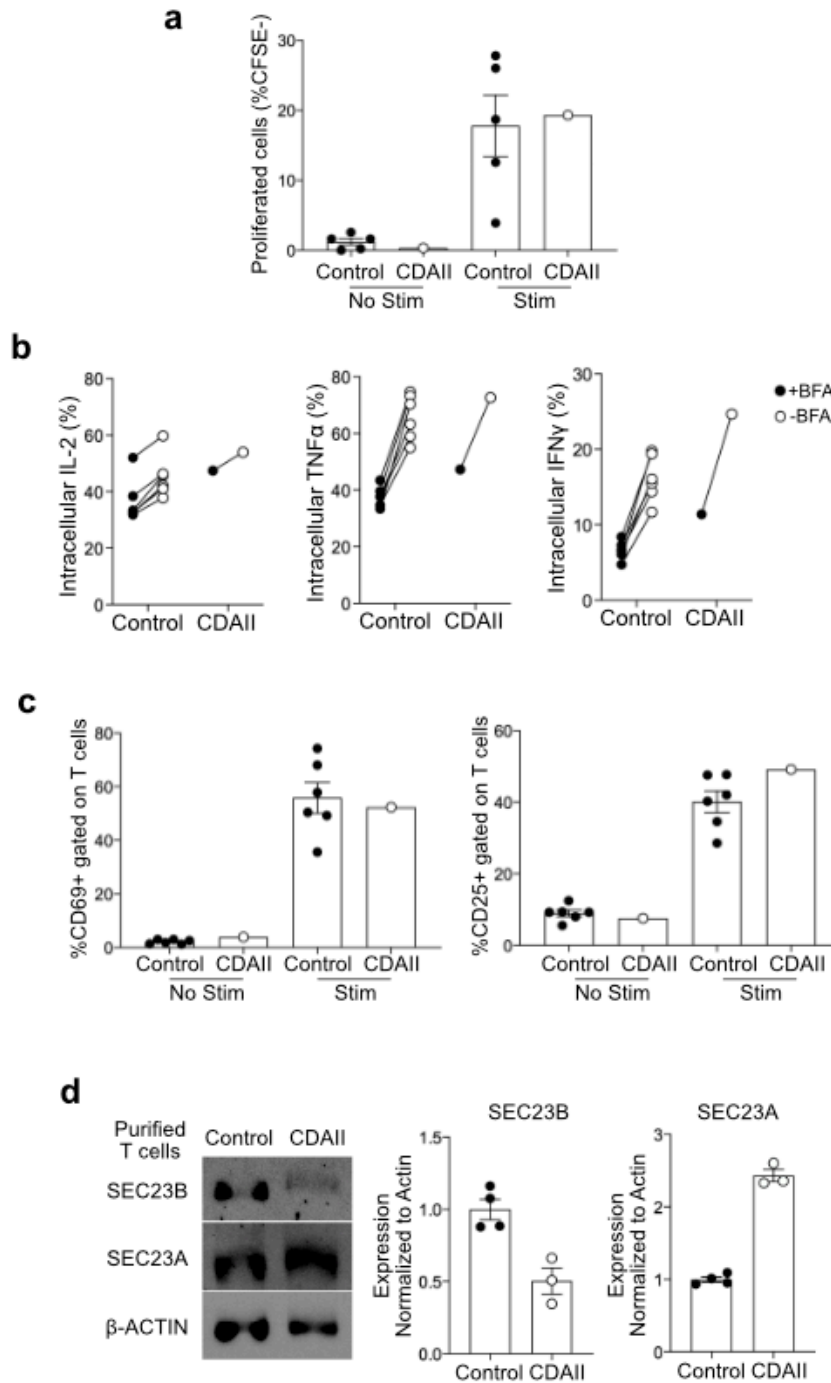 a
Proliferated cells (%CFSE-)
30
20
10
0
Control CDAII Control CDAII
No Stim Stim
b
Intracellular IL-2 (%)
80
60
40
20
0
Control CDAII
Intracellular TNFα (%)
80
60
40
20
0
Control CDAII
Intracellular IFNγ (%)
30
20
10
0
Control CDAII
+BFA
-BFA
c
%CD69+ gated on T cells
80
60
40
20
0
Control CDAII Control CDAII
No Stim Stim
%CD25+ gated on T cells
60
40
20
0
Control CDAII Control CDAII
No Stim Stim
d
Purified
T cells
Control CDAII
SEC23B
SEC23A
β-ACTIN
SEC23B
Expression
Normalized to Actin
1.5
1.0
0.5
0.0
Control CDAII
SEC23A
Expression
Normalized to Actin
3
2
1
0
Control CDAII